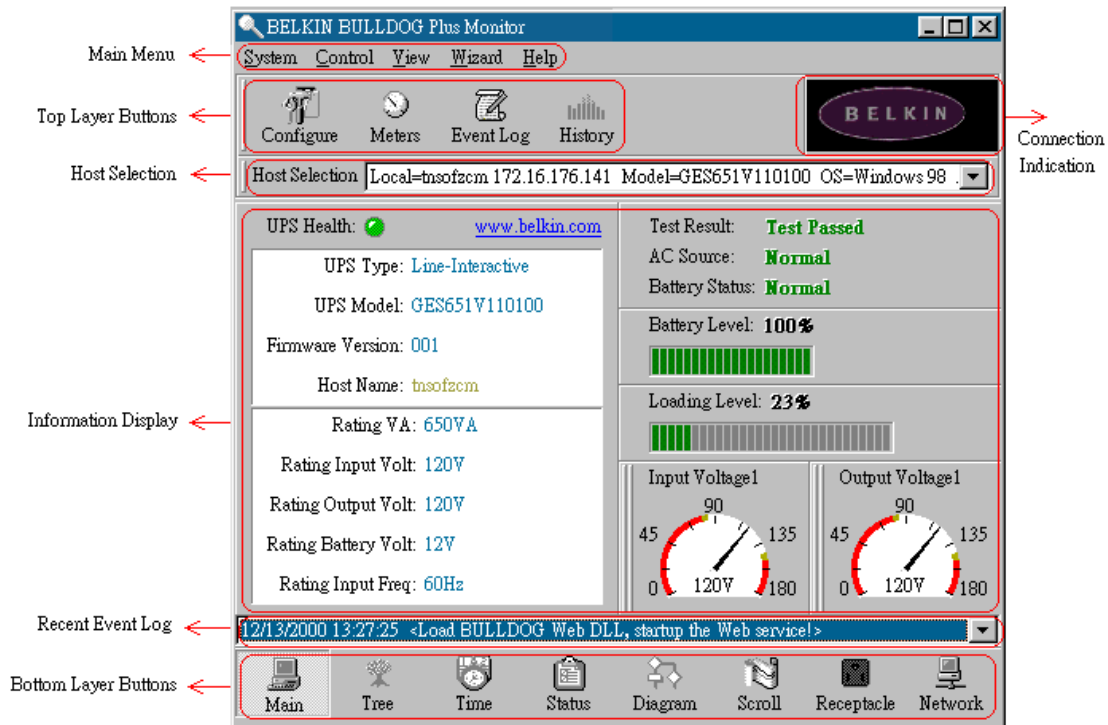 BELKIN BULLDOG Plus Monitor
Main Menu
System Control View Wizard Help
Top Layer Buttons
Configure Meters Event Log History
BELKIN
Connection
Indication
Host Selection
Host Selection Local=tnsofzcm 172.16.176.141 Model=GES651V110100 OS=Windows 98 .
UPS Health: www.belkin.com
UPS Type: Line-Interactive
UPS Model: GES651V110100
Firmware Version: 001
Host Name: tnsofzcm
Information Display
Rating VA: 650VA
Rating Input Volt: 120V
Rating Output Volt: 120V
Rating Battery Volt: 12V
Rating Input Freq: 60Hz
Test Result: Test Passed
AC Source: Normal
Battery Status: Normal
Battery Level: 100%
Loading Level: 23%
Input Voltage1
90
45 135
0 120V 180
Output Voltage1
90
45 135
0 120V 180
Recent Event Log
12/13/2000 13:27:25 <Load BULLDOG Web DLL, startup the Web service!>
Bottom Layer Buttons
Main Tree Time Status Diagram Scroll Receptacle Network